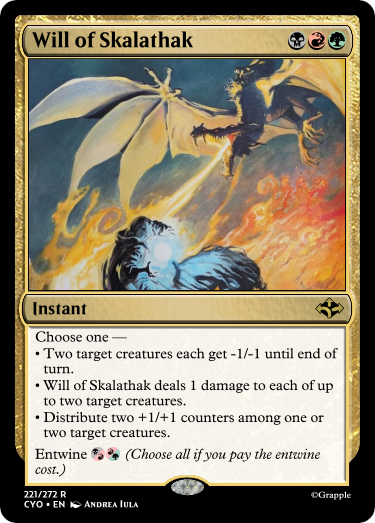 Will of Skalathak
Instant
Choose one —
• Two target creatures each get -1/-1 until end of
turn.
• Will of Skalathak deals 1 damage to each of up
to two target creatures.
• Distribute two +1/+1 counters among one or
two target creatures.
Entwine (Choose all if you pay the entwine
cost.)
221/272 R
CYO • EN Andrea Iula
©Grapple